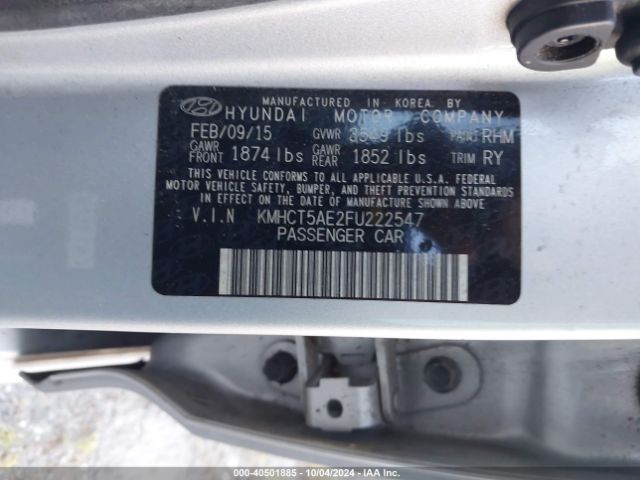 MANUFACTURED IN KOREA BY
HYUNDAI MOTOR COMPANY
FEB/09/15 GVWR 3549 lbs PAINT RHM
GAWR FRONT 1874 lbs GAWR REAR 1852 lbs TRIM RY
THIS VEHICLE CONFORMS TO ALL APPLICABLE U.S.A. FEDERAL
MOTOR VEHICLE SAFETY, BUMPER, AND THEFT PREVENTION STANDARDS
IN EFFECT ON THE DATE OF MANUFACTURE SHOWN ABOVE
V.I.N KMHCT5AE2FU222547
PASSENGER CAR
000-40501885 - 10/04/2024 - IAA Inc.